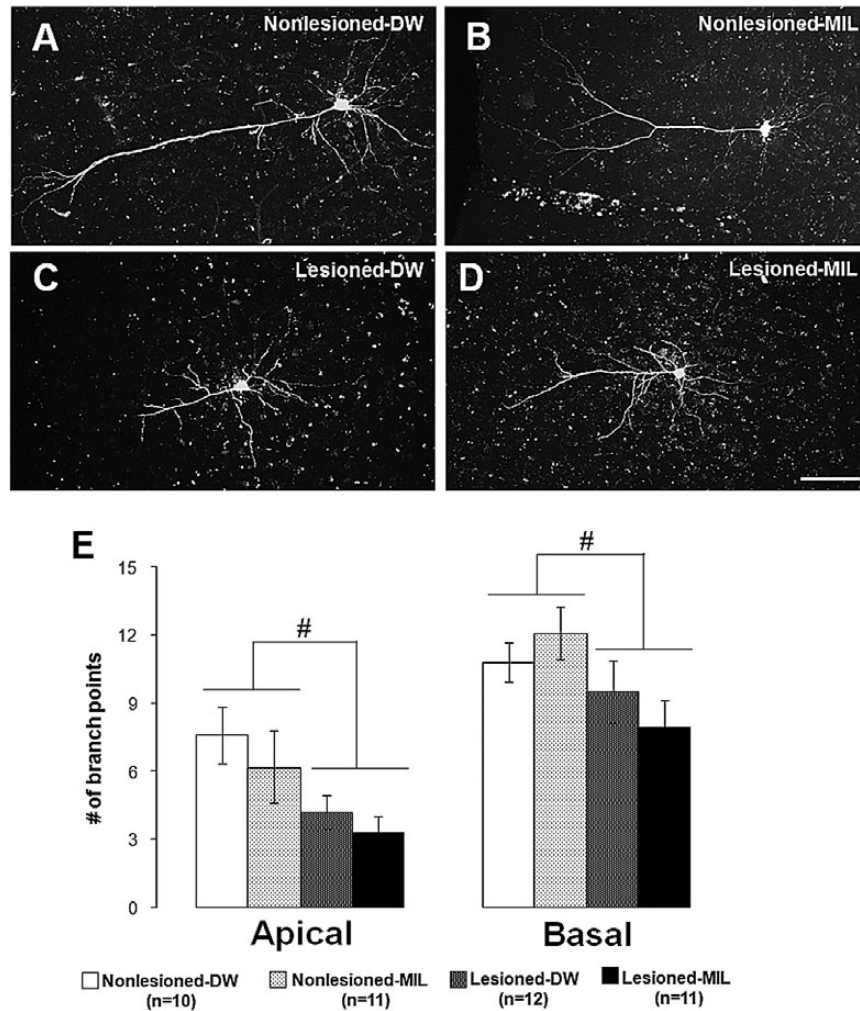 A Nonlesioned-DW
B Nonlesioned-MIL
C Lesioned-DW
D Lesioned-MIL
E
#
#
15
12
9
6
3
0
# of branch points
Apical Basal
Nonlesioned-DW Nonlesioned-MIL Lesioned-DW Lesioned-MIL
(n=10) (n=11) (n=12) (n=11)